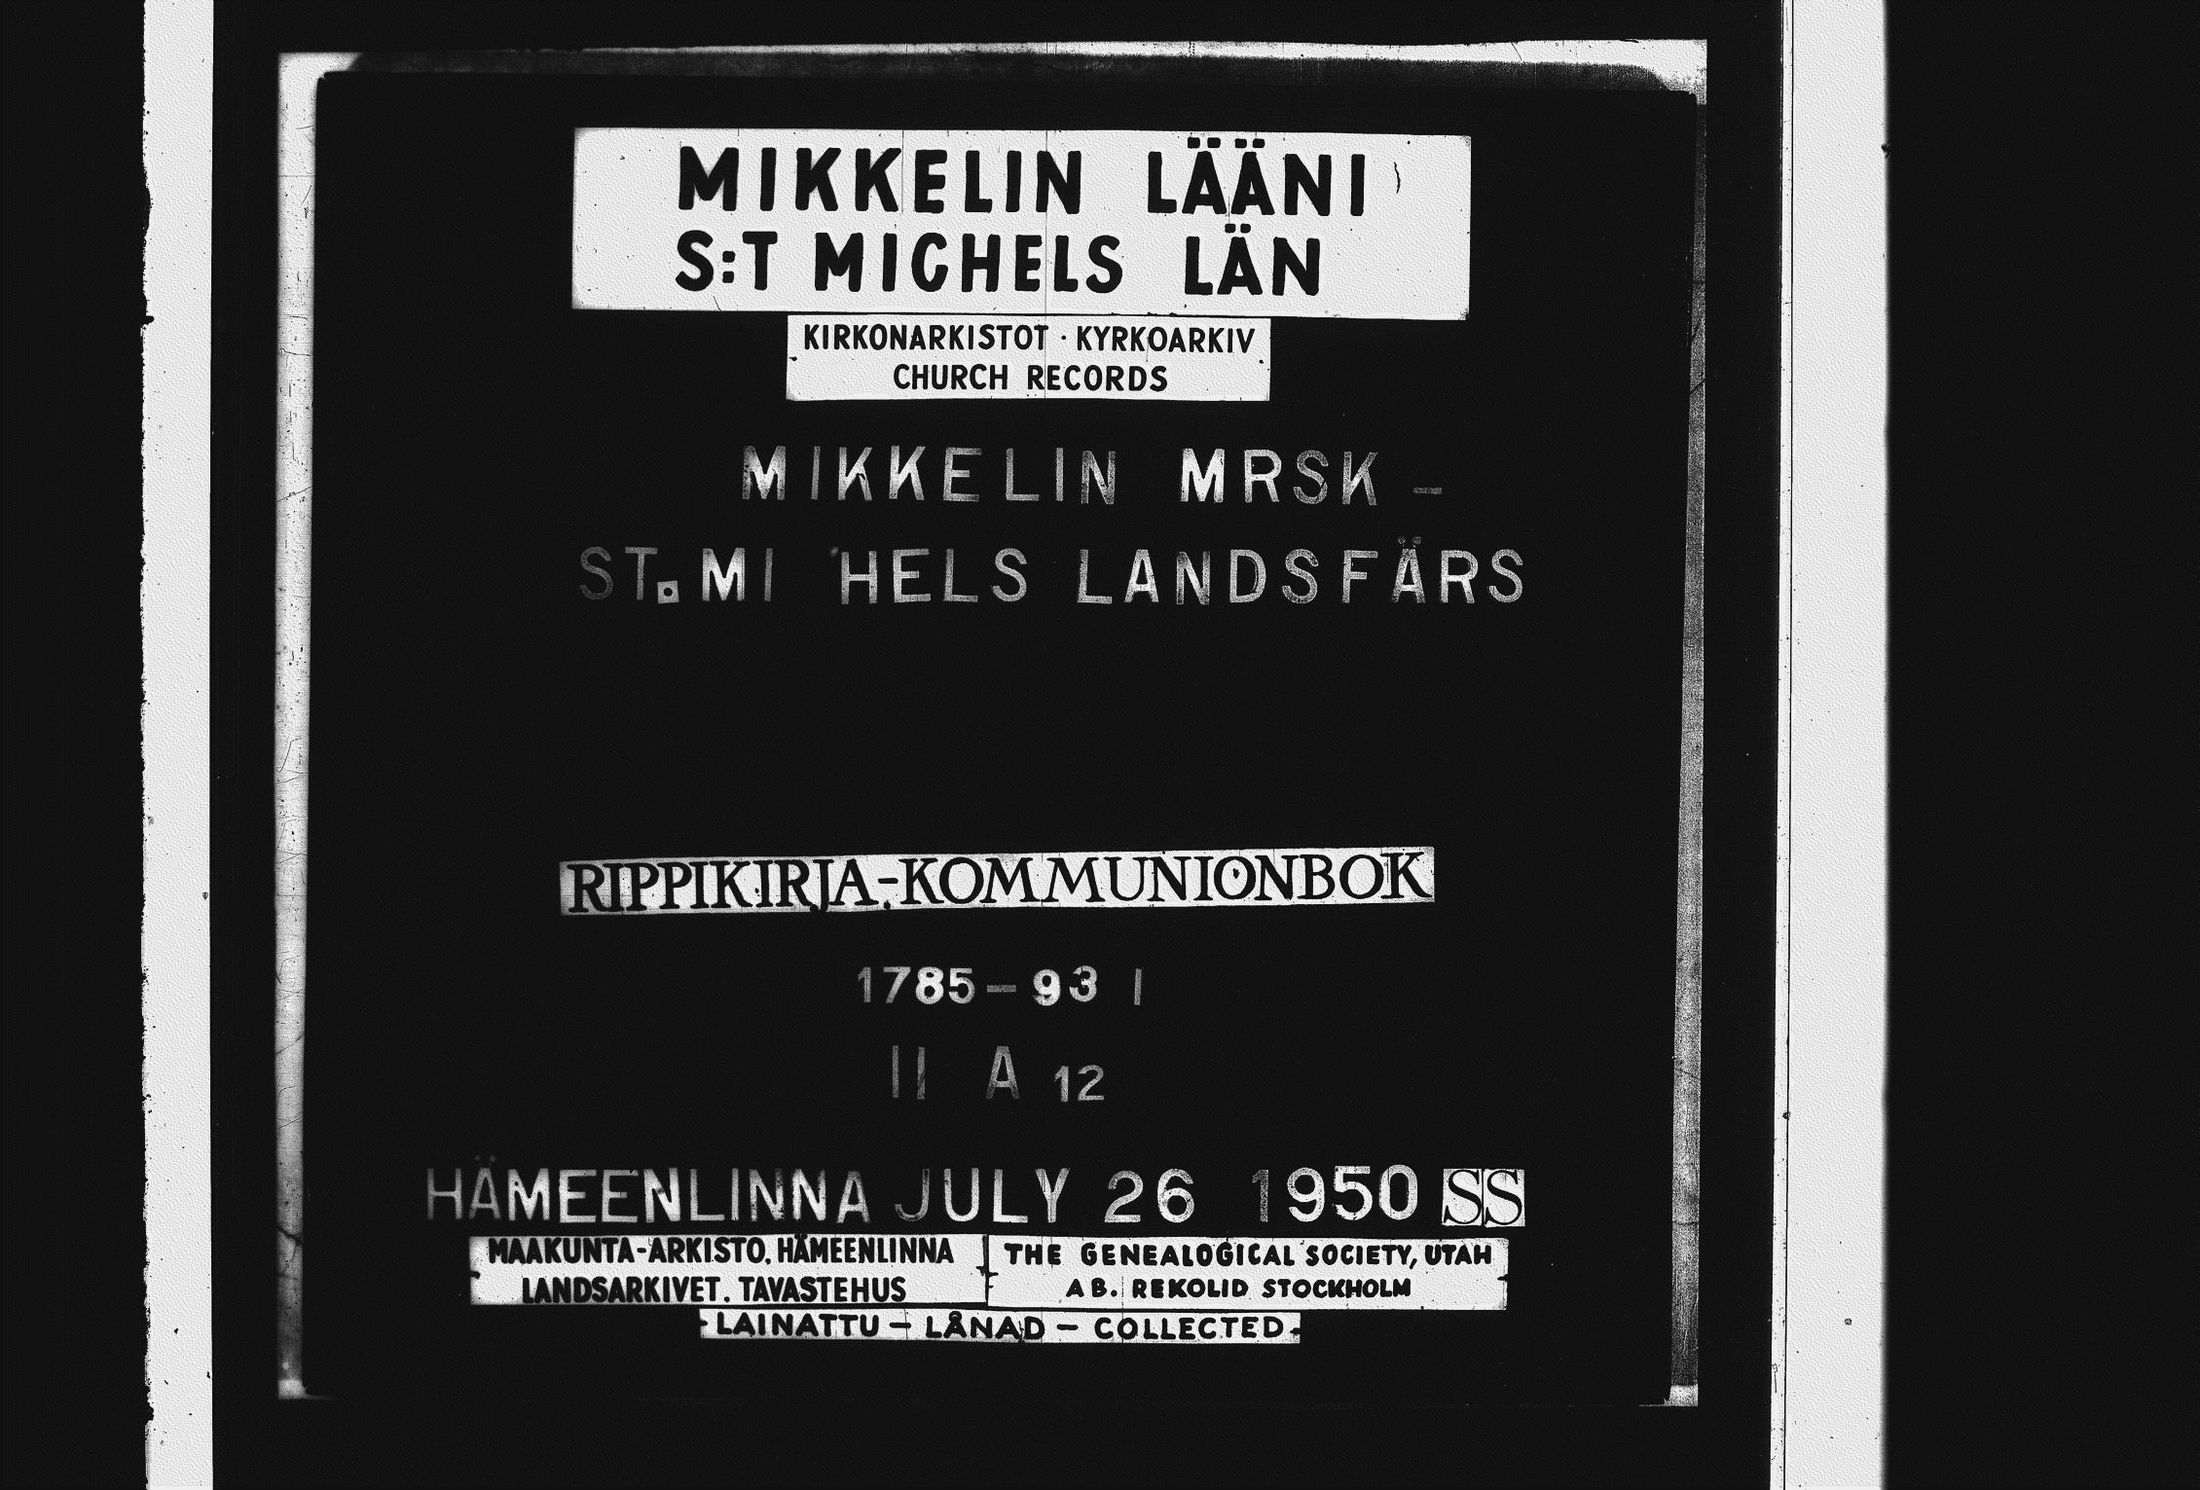 MIKKELIN LÄÄNI
S:T MICHELS LÄN
KIRKONARKISTOT · KYRKOARKIV
CHURCH RECORDS
MIKKELIN MRSK –
ST. MI HELS LANDSFÄRS
RIPPIKIRJA-KOMMUNIONBOK
1785–93 I
II A 12
HÄMEENLINNA JULY 26 1950 SS
MAAKUNTA-ARKISTO, HÄMEENLINNA
LANDSARKIVET. TAVASTEHUS
THE GENEALOGICAL SOCIETY, UTAH
AB. REKOLID STOCKHOLM
LAINATTU – LÅNAD – COLLECTED